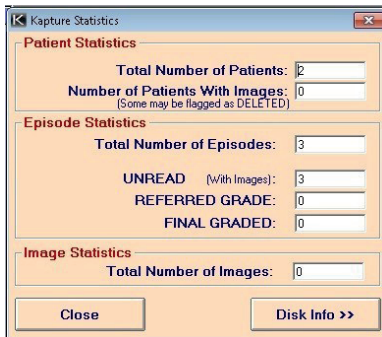 K Kapture Statistics
Patient Statistics
Total Number of Patients: 2
Number of Patients With Images: 0
(Some may be flagged as DELETED)
Episode Statistics
Total Number of Episodes: 3
UNREAD (With Images): 3
REFERRED GRADE: 0
FINAL GRADED: 0
Image Statistics
Total Number of Images: 0
Close Disk Info >>